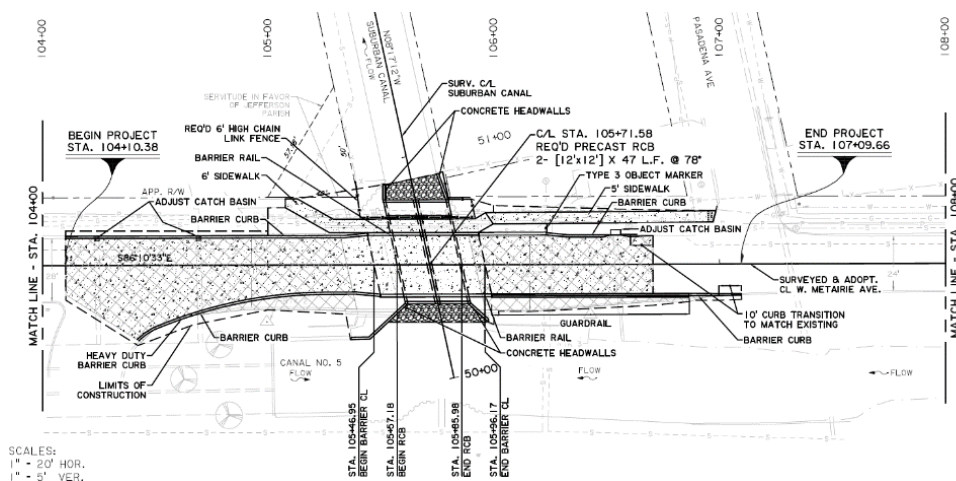 104+00
105+00
106+00
107+00
108+00
N08°17'12"W
SUBURBAN CANAL
FLOW
PASADENA AVE
SERVITUDE IN FAVOR
OF JEFFERSON
PARISH
SURV. C/L
SUBURBAN CANAL
CONCRETE HEADWALLS
REQ'D 6' HIGH CHAIN
LINK FENCE
51+00
C/L STA. 105+71.58
REQ'D PRECAST RCB
2- [12'x12'] X 47 L.F. @ 78°
BEGIN PROJECT
STA. 104+10.38
END PROJECT
STA. 107+09.66
BARRIER RAIL
6' SIDEWALK
TYPE 3 OBJECT MARKER
5' SIDEWALK
APP. R/W
ADJUST CATCH BASIN
BARRIER CURB
BARRIER CURB
ADJUST CATCH BASIN
S86°10'33"E
24'
SURVEYED & ADOPT.
CL W. METAIRIE AVE.
MATCH LINE - STA. 104+00
MATCH LINE - STA. 108+00
10' CURB TRANSITION
TO MATCH EXISTING
BARRIER CURB
GUARDRAIL
BARRIER RAIL
CONCRETE HEADWALLS
HEAVY DUTY
BARRIER CURB
BARRIER CURB
LIMITS OF
CONSTRUCTION
CANAL NO. 5
FLOW
50+00
FLOW
FLOW
STA. 105+46.95
BEGIN BARRIER CL
STA. 105+57.18
BEGIN RCB
STA. 105+85.98
END RCB
STA. 105+96.17
END BARRIER CL
SCALES:
1" - 20' HOR.
1" - 5' VER.